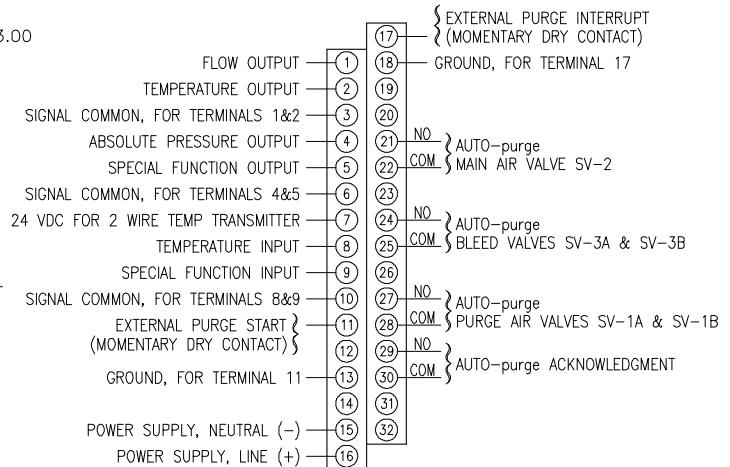 3.00
FLOW OUTPUT 1
TEMPERATURE OUTPUT 2
SIGNAL COMMON, FOR TERMINALS 1&2 3
ABSOLUTE PRESSURE OUTPUT 4
SPECIAL FUNCTION OUTPUT 5
SIGNAL COMMON, FOR TERMINALS 4&5 6
24 VDC FOR 2 WIRE TEMP TRANSMITTER 7
TEMPERATURE INPUT 8
SPECIAL FUNCTION INPUT 9
SIGNAL COMMON, FOR TERMINALS 8&9 10
EXTERNAL PURGE START 11
(MOMENTARY DRY CONTACT)
12
GROUND, FOR TERMINAL 11 13
14
POWER SUPPLY, NEUTRAL (-) 15
POWER SUPPLY, LINE (+) 16
EXTERNAL PURGE INTERRUPT
17 (MOMENTARY DRY CONTACT)
18 GROUND, FOR TERMINAL 17
19
20
21 NO
AUTO-purge
22 COM MAIN AIR VALVE SV-2
23
24 NO
AUTO-purge
25 COM BLEED VALVES SV-3A & SV-3B
26
27 NO
AUTO-purge
28 COM PURGE AIR VALVES SV-1A & SV-1B
29 NO
AUTO-purge ACKNOWLEDGMENT
30 COM
31
32